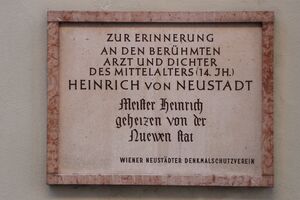 ZUR ERINNERUNG
AN DEN BERÜHMTEN
ARZT UND DICHTER
DES MITTELALTERS (14. JH.)
HEINRICH VON NEUSTADT
Meister Heinrich
geheizen von der
Nuewen stat
WIENER NEUSTÄDTER DENKMALSCHUTZVEREIN